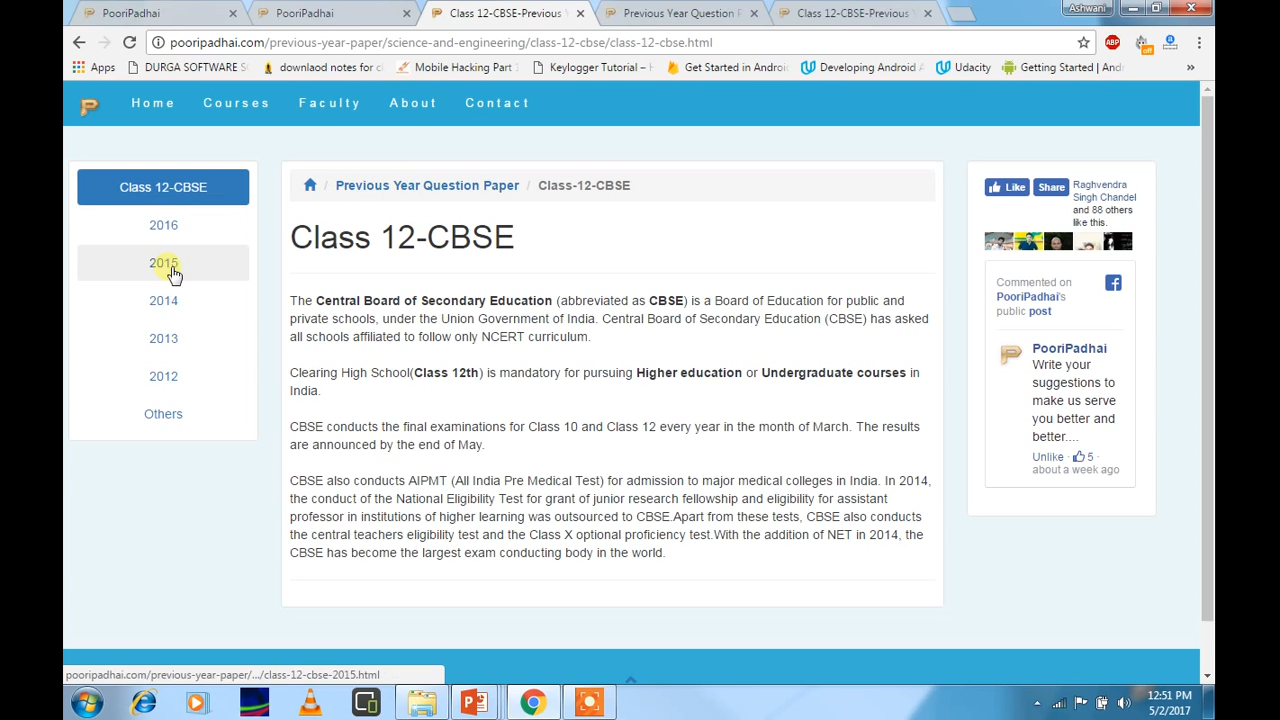 PooriPadhai
PooriPadhai
Class 12-CBSE-Previous Y
Previous Year Question P
Class 12-CBSE-Previous Y
Ashwani
pooripadhai.com/previous-year-paper/science-and-engineering/class-12-cbse/class-12-cbse.html
ABP
off
Apps
DURGA SOFTWARE S
downlaod notes for c
Mobile Hacking Part 1
Keylogger Tutorial –
Get Started in Androi
Developing Android A
Udacity
Getting Started | And
»
Home
Courses
Faculty
About
Contact
Class 12-CBSE
2016
2015
2014
2013
2012
Others
/ Previous Year Question Paper / Class-12-CBSE
Class 12-CBSE
The Central Board of Secondary Education (abbreviated as CBSE) is a Board of Education for public and
private schools, under the Union Government of India. Central Board of Secondary Education (CBSE) has asked
all schools affiliated to follow only NCERT curriculum.
Clearing High School(Class 12th) is mandatory for pursuing Higher education or Undergraduate courses in
India.
CBSE conducts the final examinations for Class 10 and Class 12 every year in the month of March. The results
are announced by the end of May.
CBSE also conducts AIPMT (All India Pre Medical Test) for admission to major medical colleges in India. In 2014,
the conduct of the National Eligibility Test for grant of junior research fellowship and eligibility for assistant
professor in institutions of higher learning was outsourced to CBSE.Apart from these tests, CBSE also conducts
the central teachers eligibility test and the Class X optional proficiency test.With the addition of NET in 2014, the
CBSE has become the largest exam conducting body in the world.
Like
Share
Raghvendra
Singh Chandel
and 88 others
like this.
Commented on
PooriPadhai's
public post
PooriPadhai
Write your
suggestions to
make us serve
you better and
better....
Unlike · 5 ·
about a week ago
pooripadhai.com/previous-year-paper/.../class-12-cbse-2015.html
12:51 PM
5/2/2017